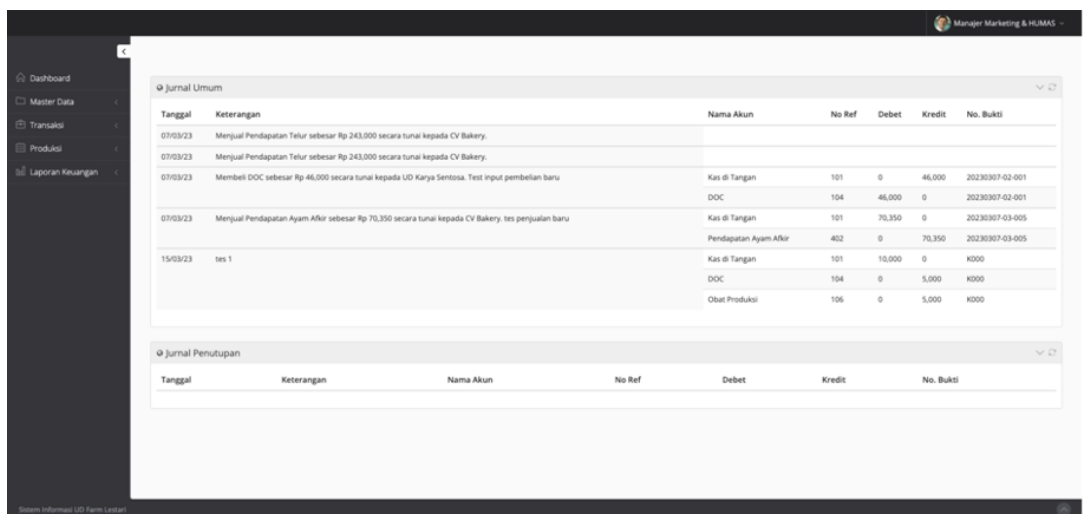 Manajer Marketing & HUMAS
Dashboard
Master Data
Transaksi
Produksi
Laporan Keuangan
Jurnal Umum
Tanggal Keterangan Nama Akun No Ref Debet Kredit No. Bukti
07/03/23 Menjual Pendapatan Telur sebesar Rp 243,000 secara tunai kepada CV Bakery.
07/03/23 Menjual Pendapatan Telur sebesar Rp 243,000 secara tunai kepada CV Bakery.
07/03/23 Membeli DOC sebesar Rp 46,000 secara tunai kepada UD Karya Sentosa. Test input pembelian baru Kas di Tangan 101 0 46,000 20230307-02-001
DOC 104 46,000 0 20230307-02-001
07/03/23 Menjual Pendapatan Ayam Afkir sebesar Rp 70,350 secara tunai kepada CV Bakery. tes penjualan baru Kas di Tangan 101 70,350 0 20230307-03-005
Pendapatan Ayam Afkir 402 0 70,350 20230307-03-005
15/03/23 tes 1 Kas di Tangan 101 10,000 0 K000
DOC 104 0 5,000 K000
Obat Produksi 106 0 5,000 K000
Jurnal Penutupan
Tanggal Keterangan Nama Akun No Ref Debet Kredit No. Bukti
Sistem Informasi UD Farm Lestari